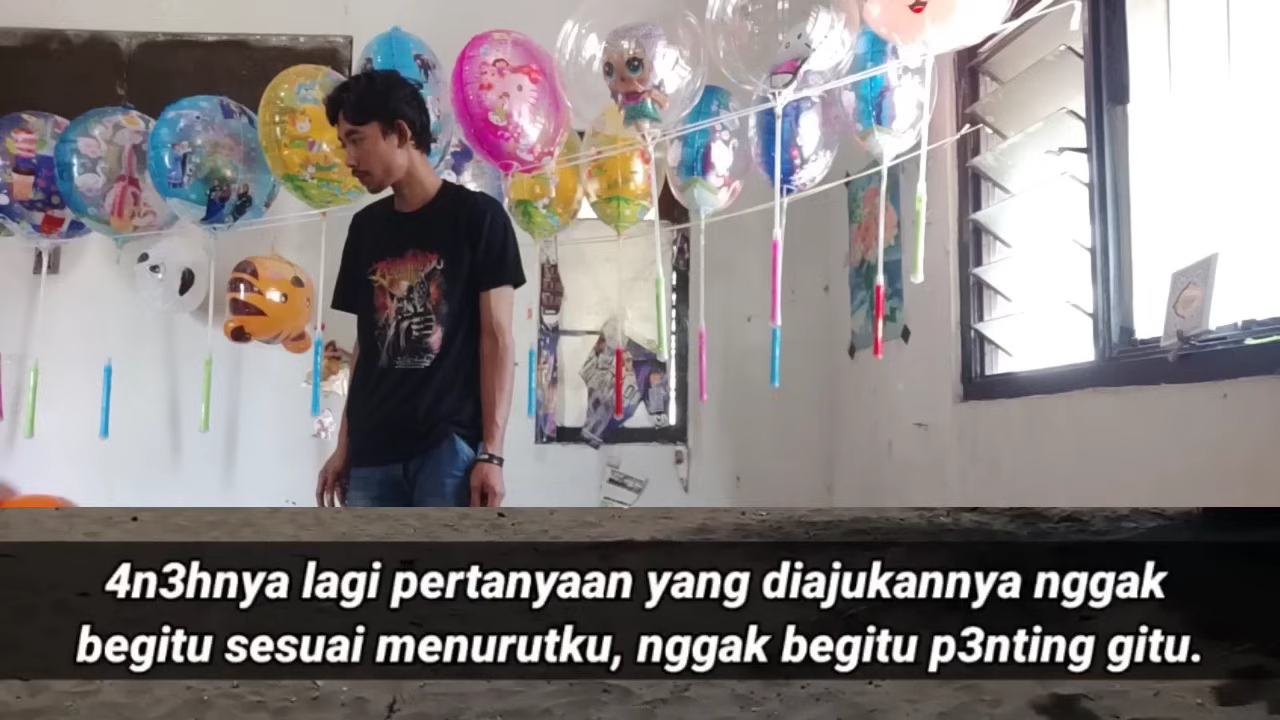 4n3hnya lagi pertanyaan yang diajukannya nggak
begitu sesuai menurutku, nggak begitu p3nting gitu.